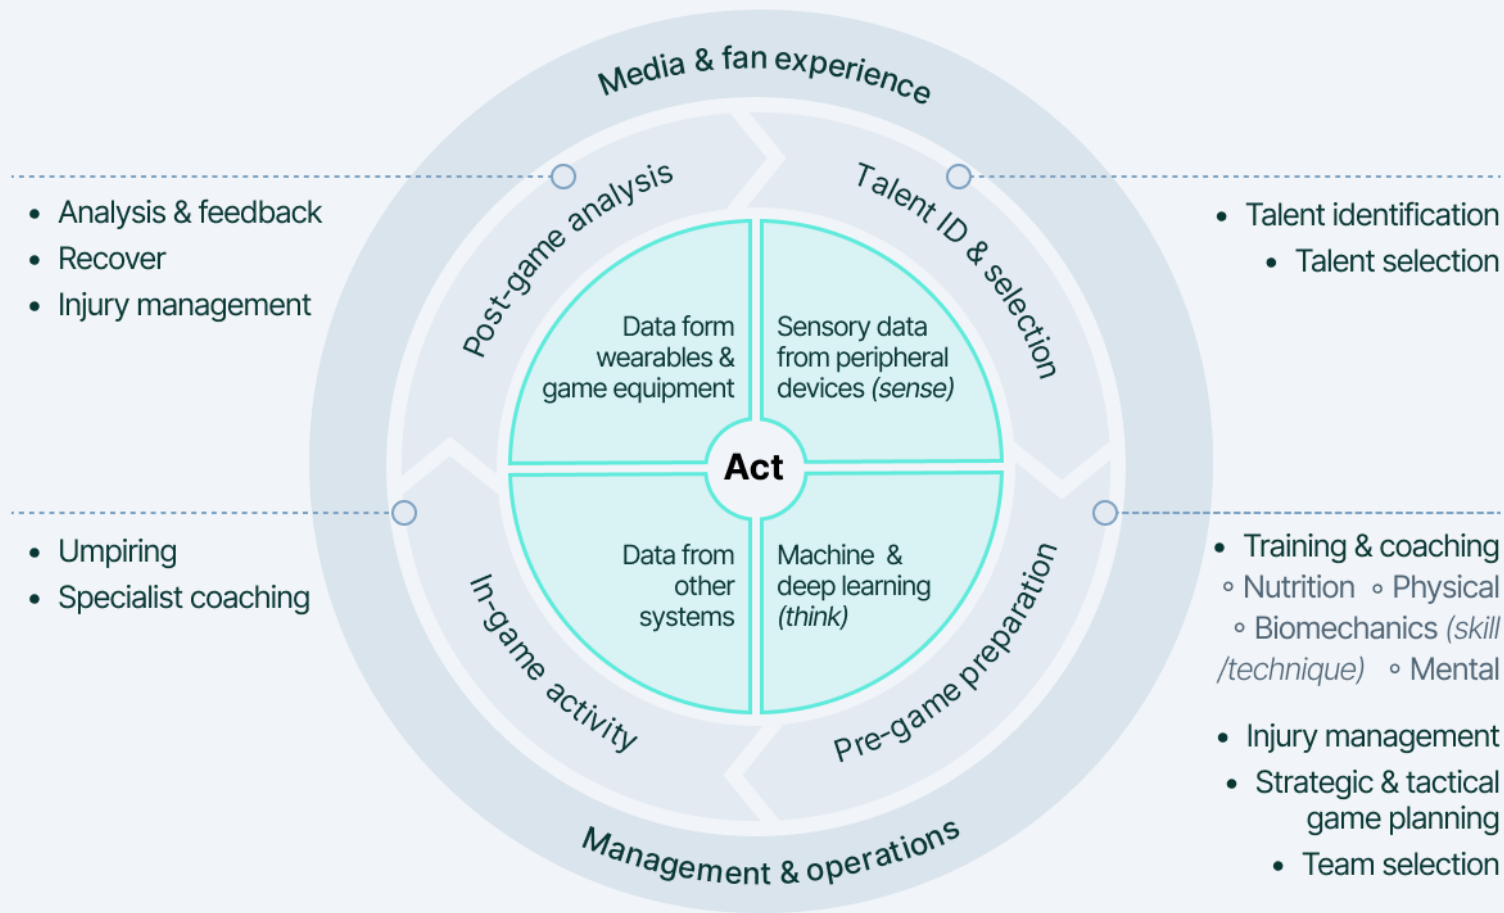 Media & fan experience
Post-game analysis
Talent ID & selection
• Analysis & feedback
• Recover
• Injury management
• Talent identification
• Talent selection
Data form
wearables &
game equipment
Sensory data
from peripheral
devices (sense)
Act
Data from
other
systems
Machine &
deep learning
(think)
• Umpiring
• Specialist coaching
In-game activity
Pre-game preparation
• Training & coaching
◦ Nutrition ◦ Physical
◦ Biomechanics (skill
/technique) ◦ Mental
• Injury management
• Strategic & tactical
game planning
• Team selection
Management & operations